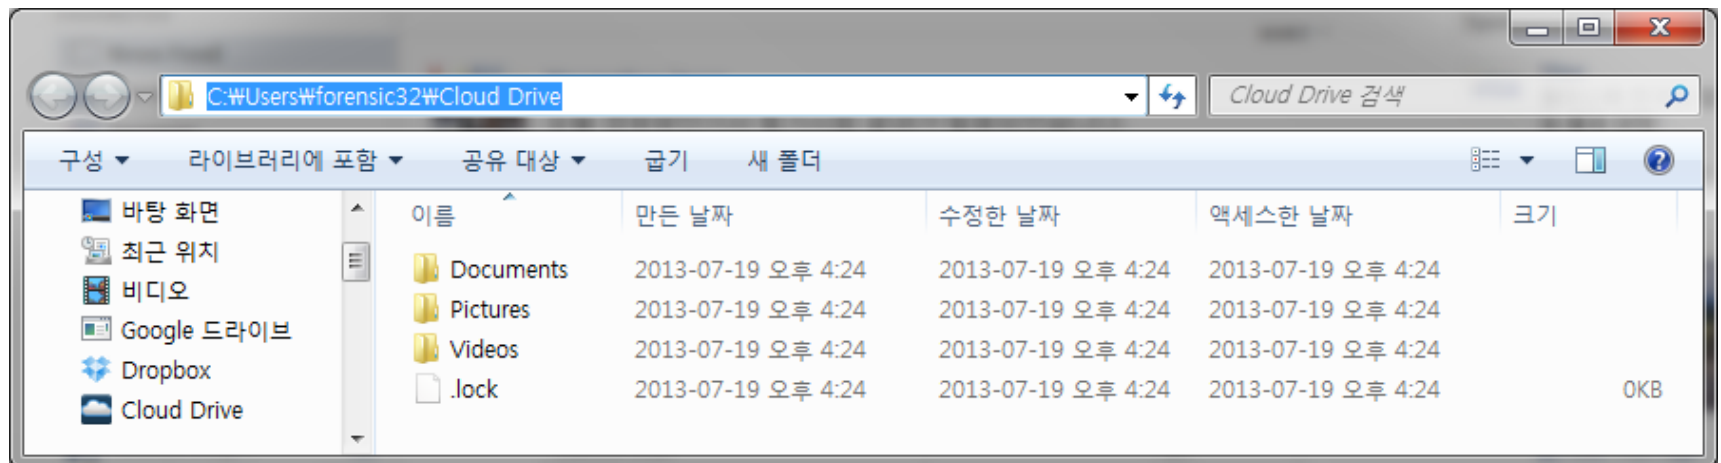 C:₩Users₩forensic32₩Cloud Drive
Cloud Drive 검색
구성 라이브러리에 포함 공유 대상 굽기 새 폴더
바탕 화면
최근 위치
비디오
Google 드라이브
Dropbox
Cloud Drive
이름 만든 날짜 수정한 날짜 액세스한 날짜 크기
Documents 2013-07-19 오후 4:24 2013-07-19 오후 4:24 2013-07-19 오후 4:24
Pictures 2013-07-19 오후 4:24 2013-07-19 오후 4:24 2013-07-19 오후 4:24
Videos 2013-07-19 오후 4:24 2013-07-19 오후 4:24 2013-07-19 오후 4:24
.lock 2013-07-19 오후 4:24 2013-07-19 오후 4:24 2013-07-19 오후 4:24 0KB